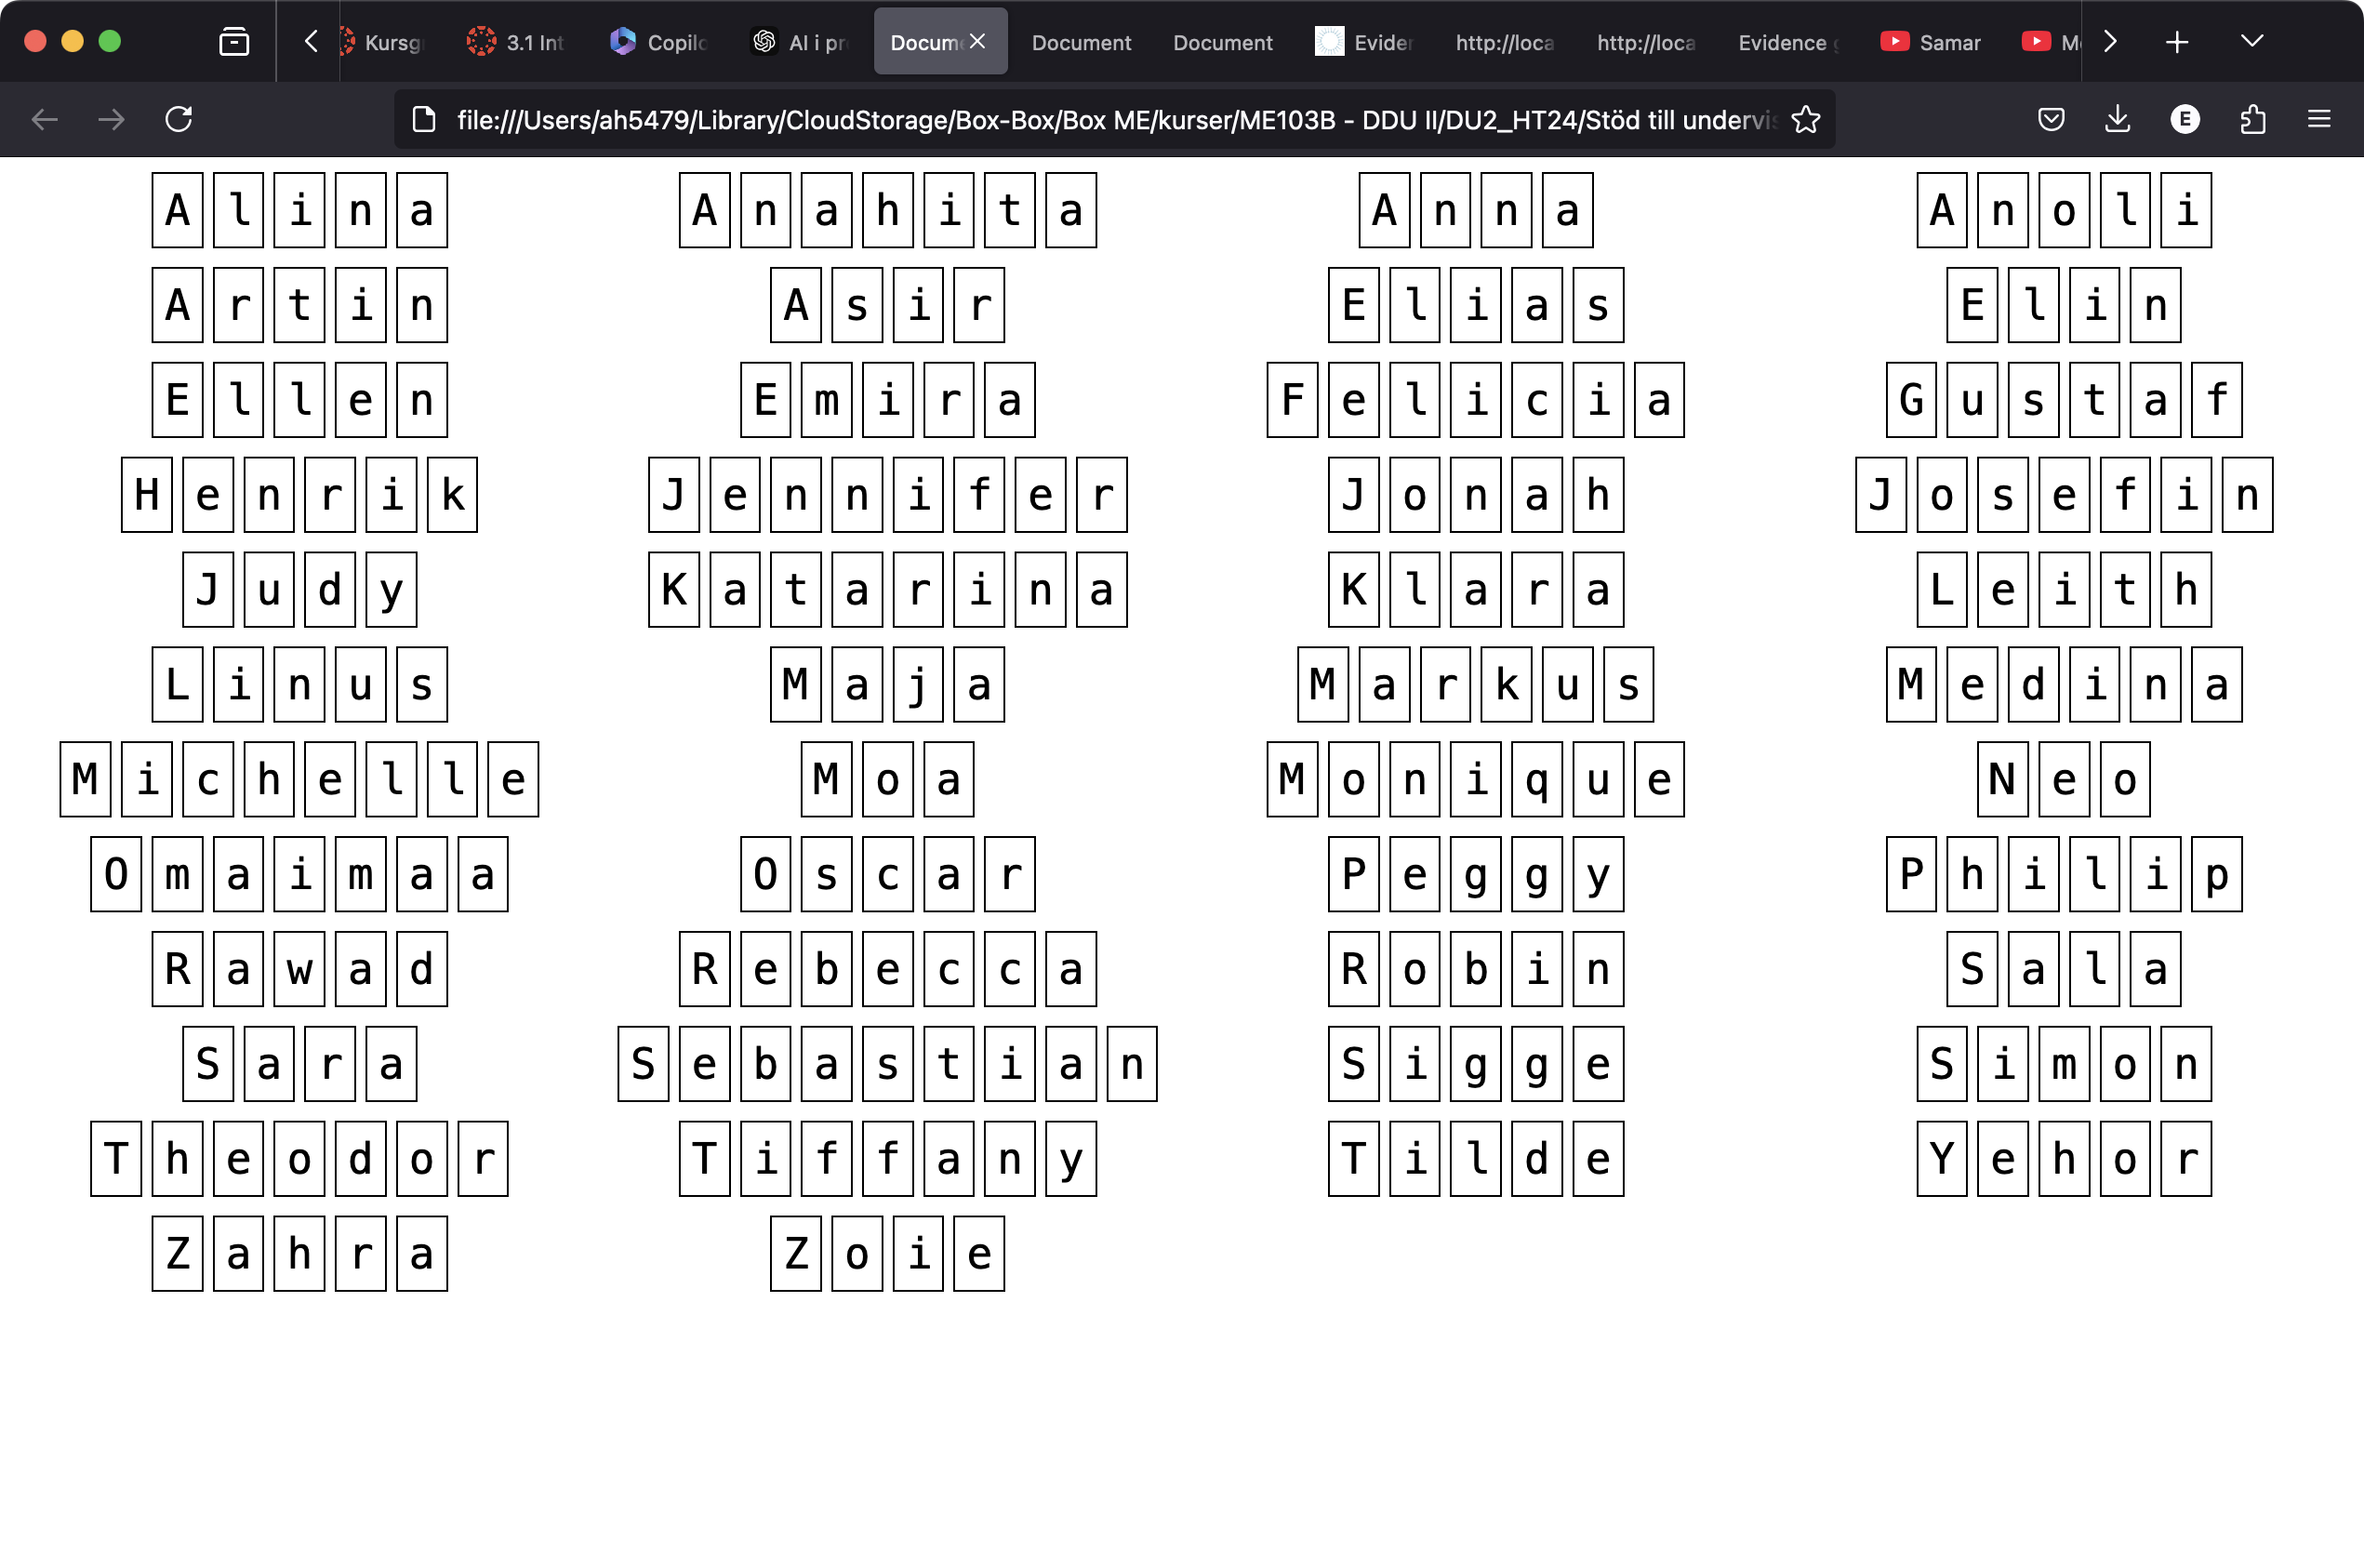 Kursg 3.1 Int Copilo AI i pr Docum Document Document Eviden http://loca http://loca Evidence g Samar Me
file:///Users/ah5479/Library/CloudStorage/Box-Box/Box ME/kurser/ME103B - DDU II/DU2_HT24/Stöd till undervis
E
Alina Anahita Anna Anoli
Artin Asir Elias Elin
Ellen Emira Felicia Gustaf
Henrik Jennifer Jonah Josefin
Judy Katarina Klara Leith
Linus Maja Markus Medina
Michelle Moa Monique Neo
Omaimaa Oscar Peggy Philip
Rawad Rebecca Robin Sala
Sara Sebastian Sigge Simon
Theodor Tiffany Tilde Yehor
Zahra Zoie